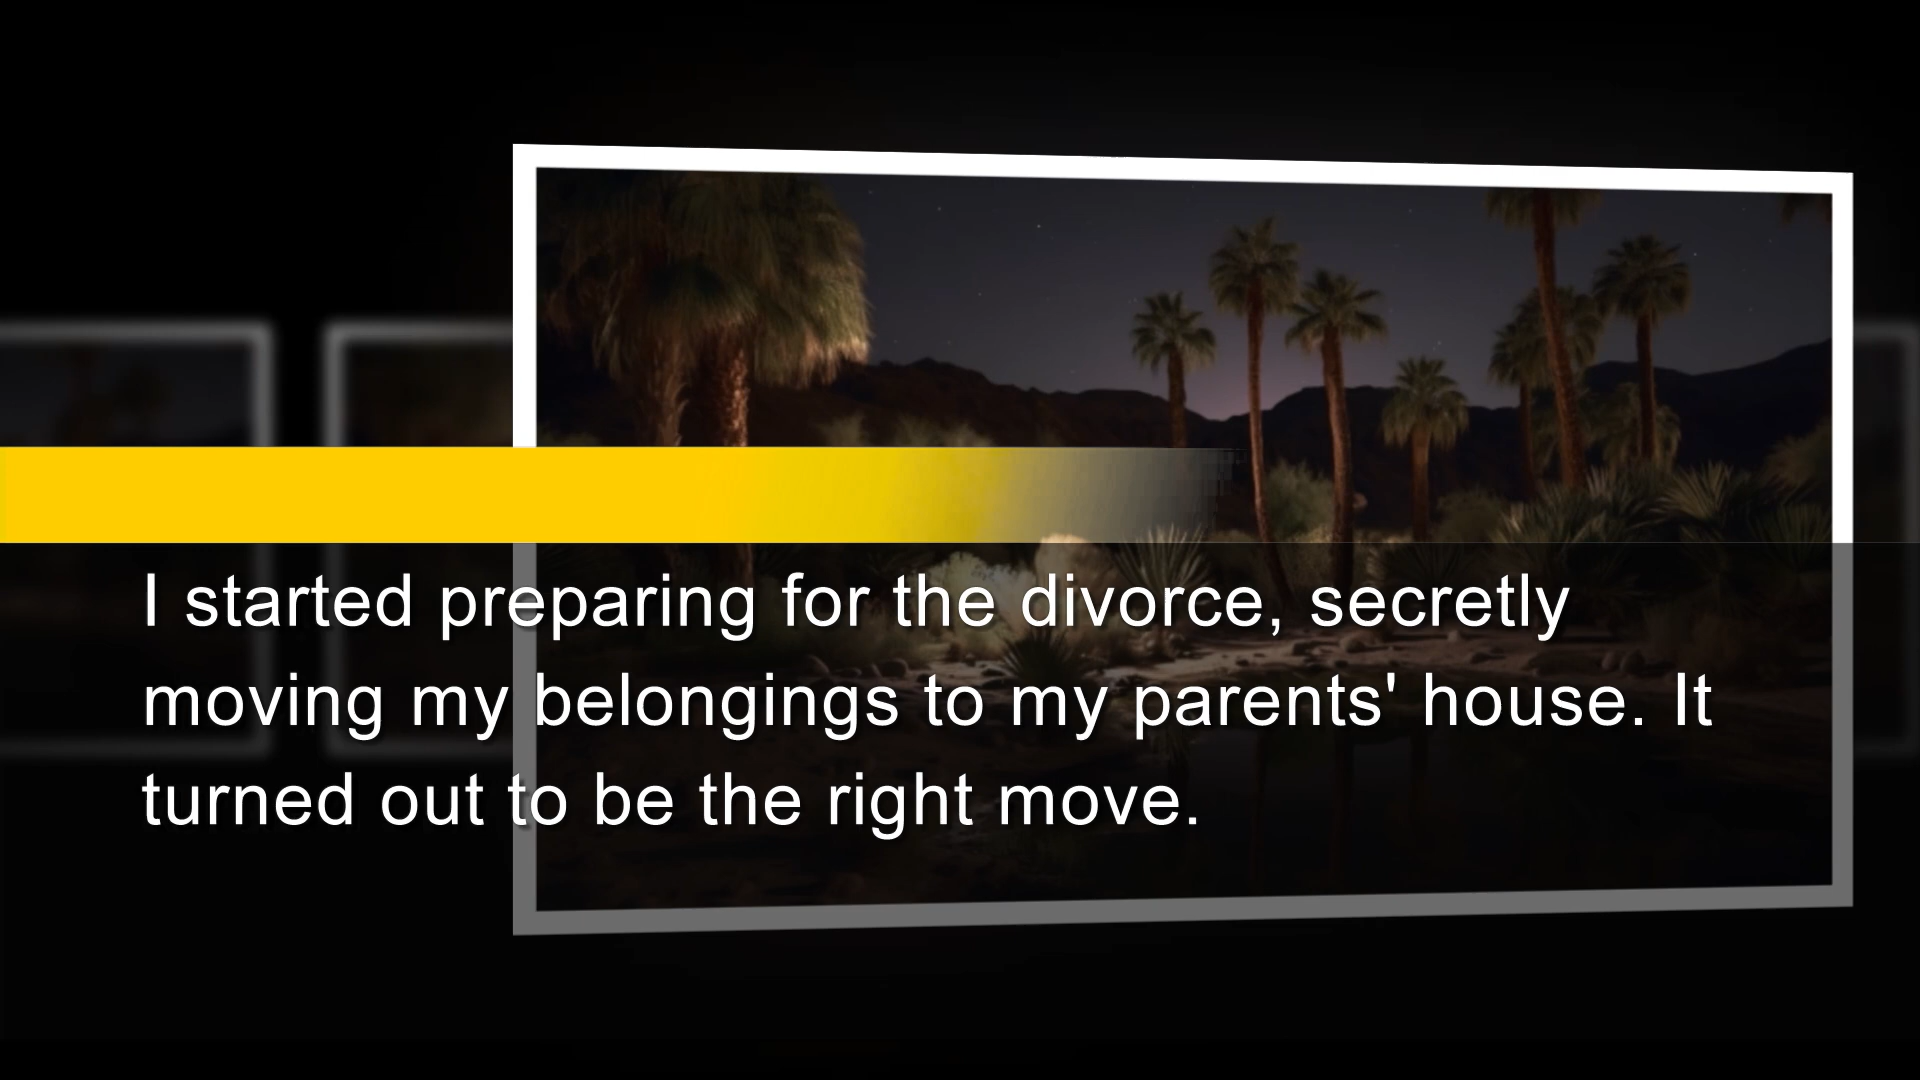 I started preparing for the divorce, secretly
moving my belongings to my parents' house. It
turned out to be the right move.